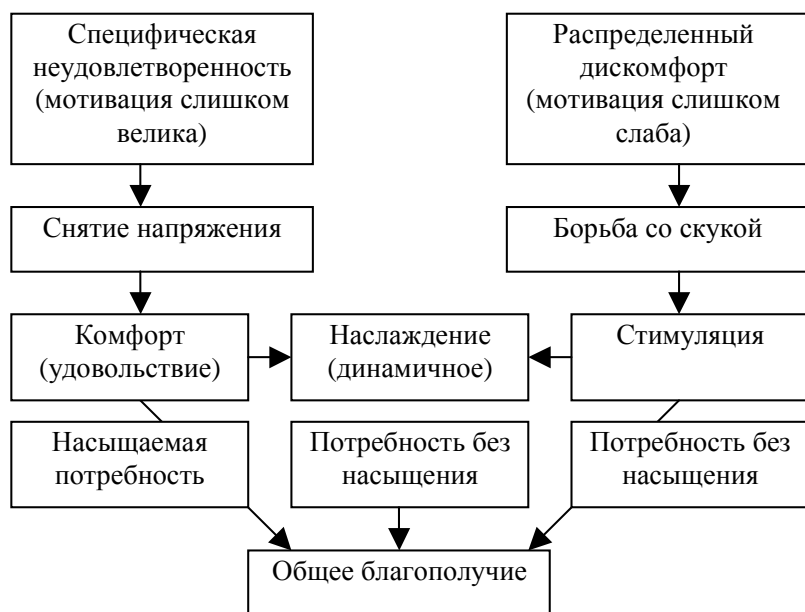 Специфическая
неудовлетворенность
(мотивация слишком
велика)
Распределенный
дискомфорт
(мотивация слишком
слаба)
Снятие напряжения
Борьба со скукой
Комфорт
(удовольствие)
Наслаждение
(динамичное)
Стимуляция
Насыщаемая
потребность
Потребность без
насыщения
Потребность без
насыщения
Общее благополучие